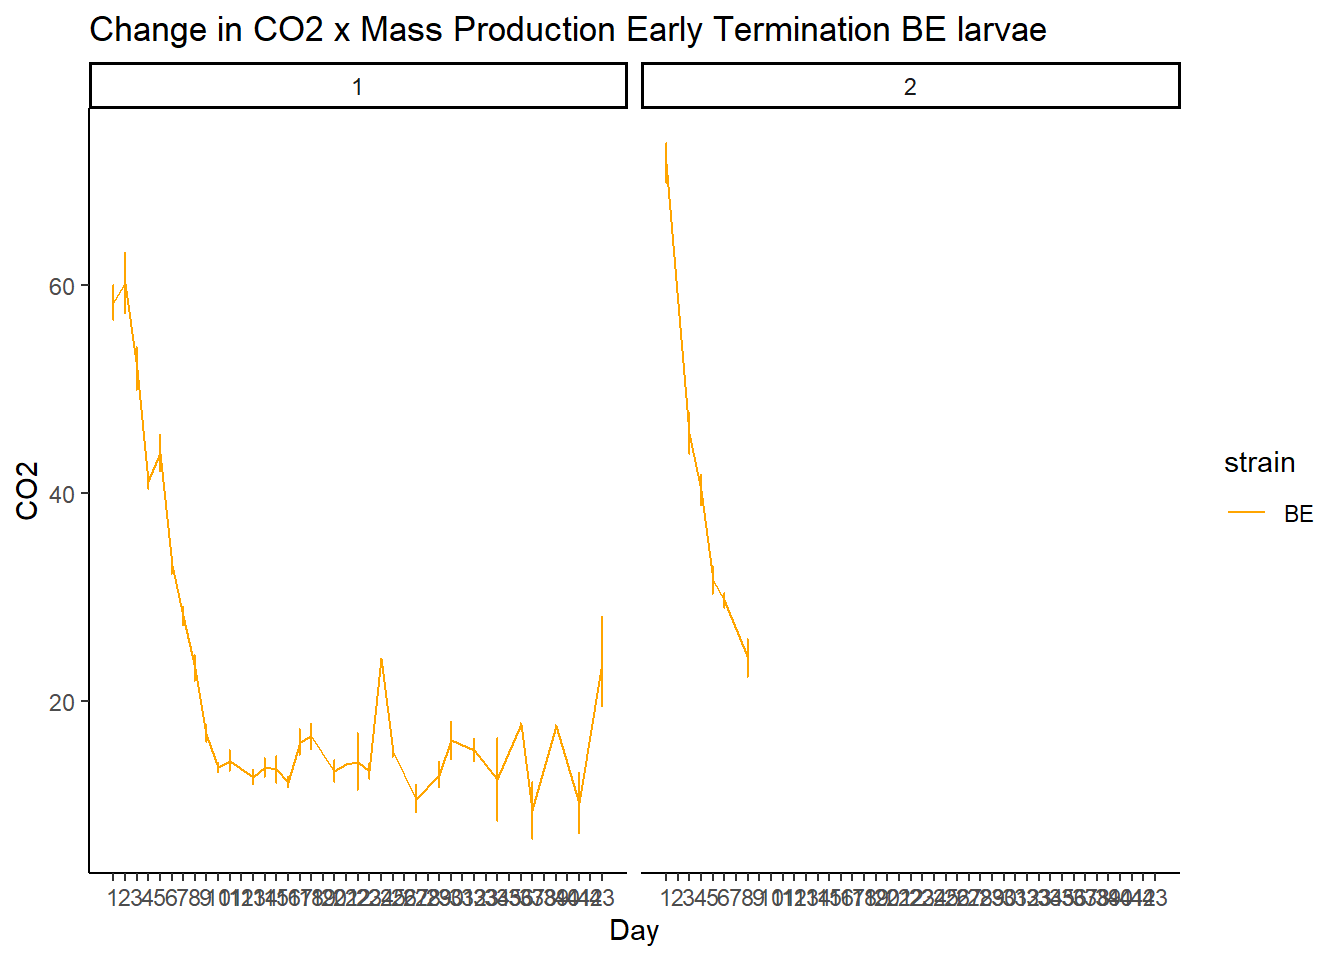 Change in CO2 x Mass Production Early Termination BE larvae
1
2
60
40
20
CO2
Day
strain
BE